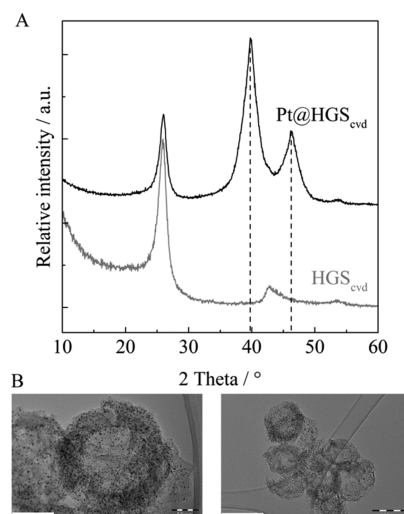 A
Relative intensity / a.u.
Pt@HGScvd
HGScvd
10 20 30 40 50 60
2 Theta / °
B